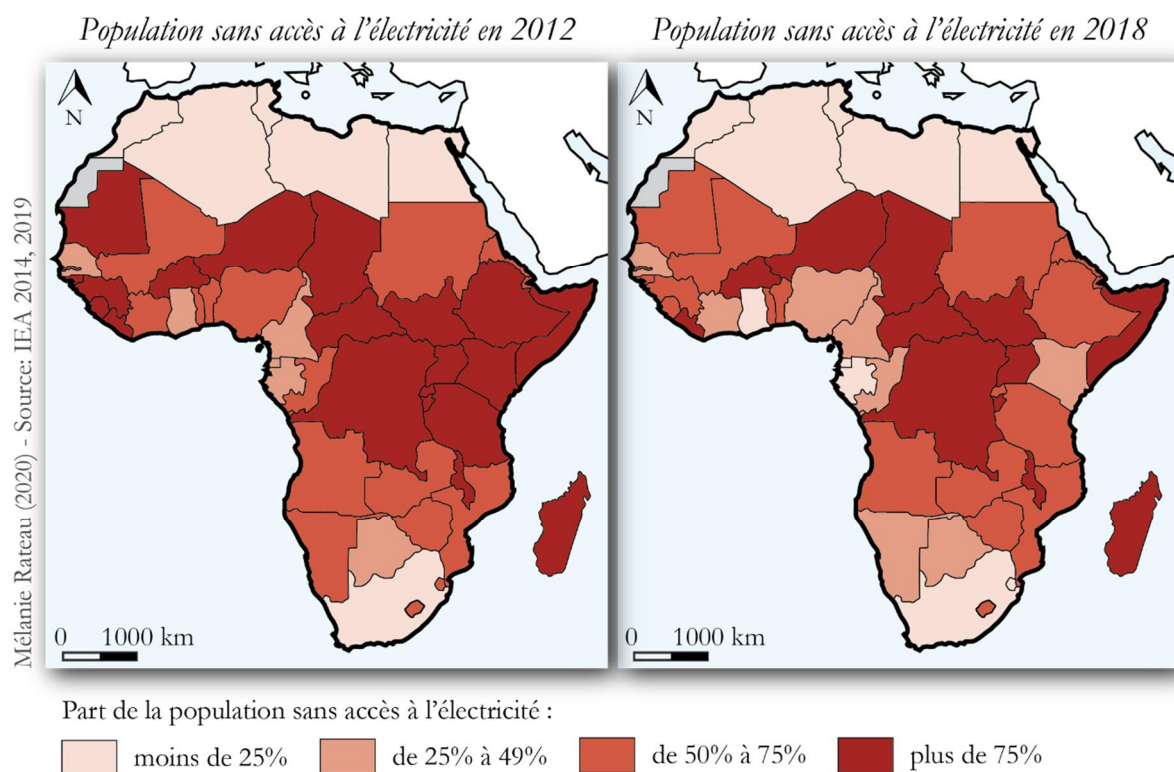 Population sans accès à l'électricité en 2012
Population sans accès à l'électricité en 2018
N
N
Mélanie Rateau (2020) - Source: IEA 2014, 2019
0 1000 km
0 1000 km
Part de la population sans accès à l'électricité :
moins de 25%
de 25% à 49%
de 50% à 75%
plus de 75%